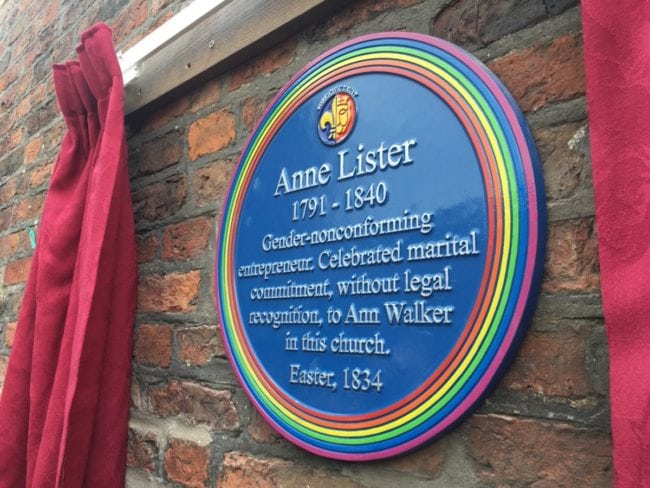 Anne Lister
1791 - 1840
Gender-nonconforming
entrepreneur. Celebrated marital
commitment, without legal
recognition, to Ann Walker
in this church.
Easter, 1834